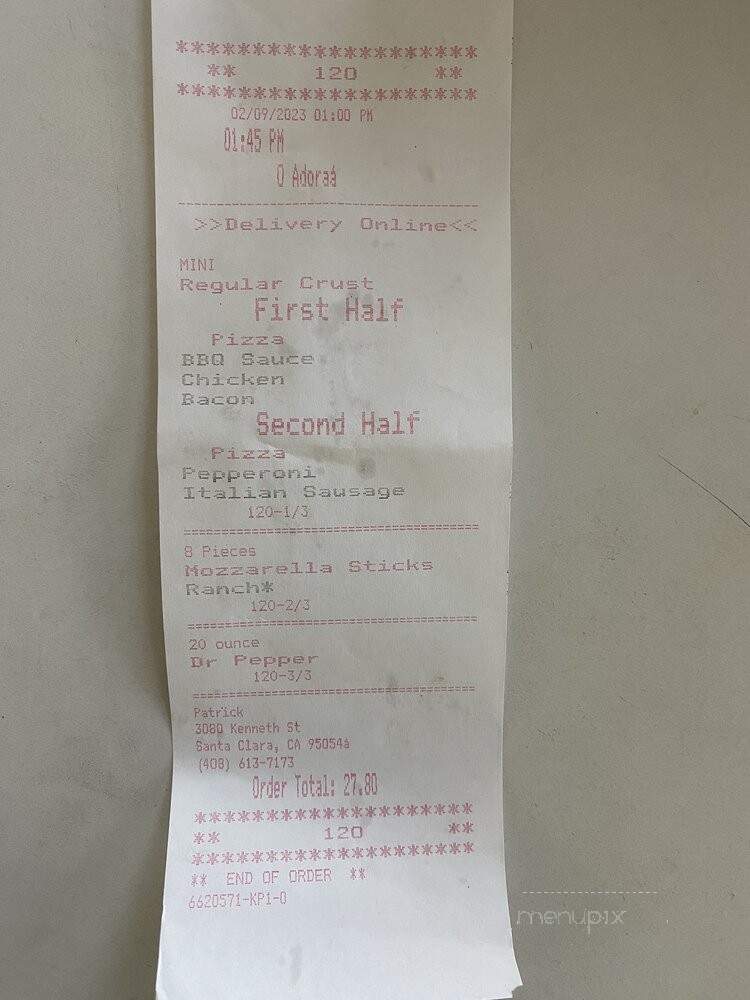 *******************
** 120 **
*******************
02/09/2023 01:00 PM
01:45 PM
O Adoraá
>>Delivery Online<<
MINI
Regular Crust
First Half
Pizza
BBQ Sauce
Chicken
Bacon
Second Half
Pizza
Pepperoni
Italian Sausage
120-1/3
8 Pieces
Mozzarella Sticks
Ranch*
120-2/3
20 ounce
Dr Pepper
120-3/3
Patrick
3080 Kenneth St
Santa Clara, CA 95054á
(408) 613-7173
Order Total: 27.80
*******************
** 120 **
*******************
** END OF ORDER **
6620571-KP1-0
menupix